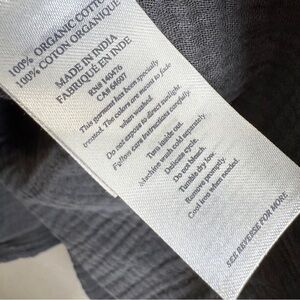 100% ORGANIC COTTO
100% COTON ORGANIQUE
MADE IN INDIA
FABRIQUÉ EN INDE
RN# 140476
CA# 64607
This garment has been specially
treated. The colors are meant to fade
when washed.
Do not expose to direct sunlight.
Follow care instructions carefully.
Turn inside out.
Machine wash cold separately.
Delicate cycle.
Do not bleach.
Tumble dry low.
Remove promptly.
Cool iron when needed
SEE REVERSE FOR MORE